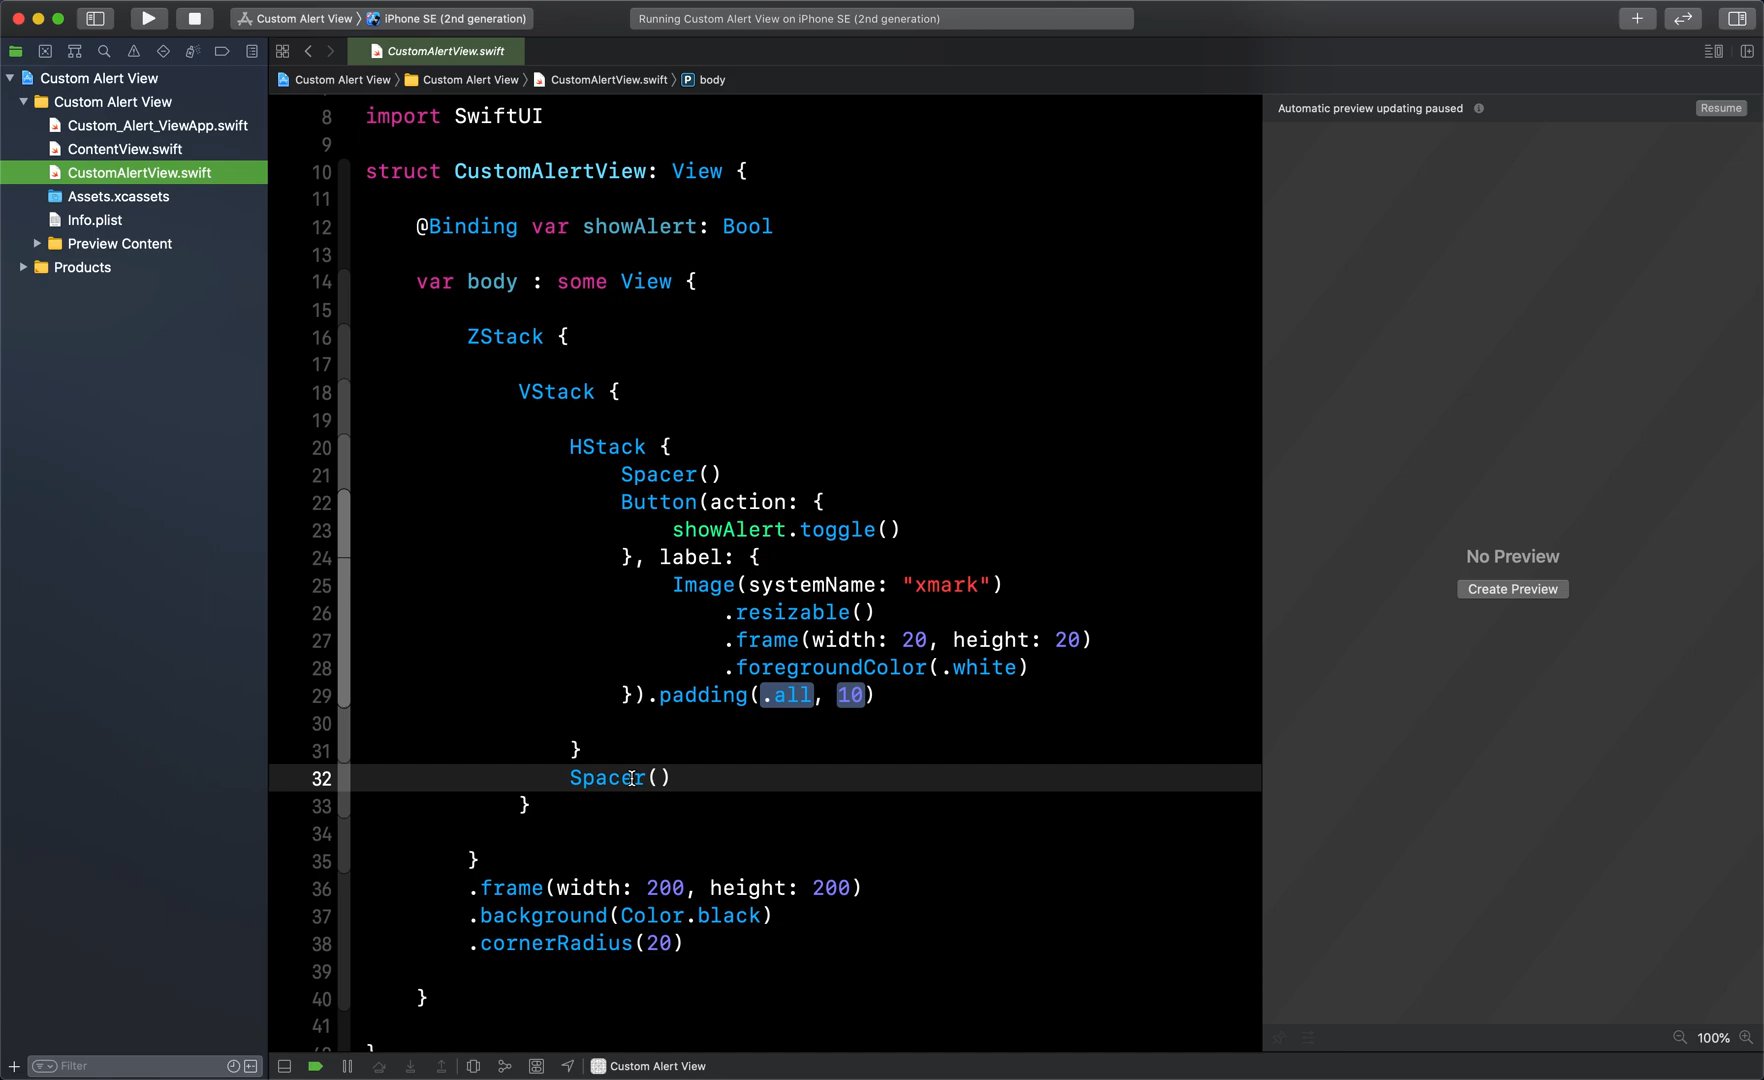 Custom Alert View 〉 iPhone SE (2nd generation)
Running Custom Alert View on iPhone SE (2nd generation)
CustomAlertView.swift
Custom Alert View 〉 Custom Alert View 〉 CustomAlertView.swift 〉 P body
Custom Alert View
Custom Alert View
Custom_Alert_ViewApp.swift
ContentView.swift
CustomAlertView.swift
Assets.xcassets
Info.plist
Preview Content
Products
Filter
8 import SwiftUI
9
10 struct CustomAlertView: View {
11
12 @Binding var showAlert: Bool
13
14 var body : some View {
15
16 ZStack {
17
18 VStack {
19
20 HStack {
21 Spacer()
22 Button(action: {
23 showAlert.toggle()
24 }, label: {
25 Image(systemName: "xmark")
26 .resizable()
27 .frame(width: 20, height: 20)
28 .foregroundColor(.white)
29 }).padding(.all, 10)
30
31 }
32 Spacer()
33 }
34
35 }
36 .frame(width: 200, height: 200)
37 .background(Color.black)
38 .cornerRadius(20)
39
40 }
41
Automatic preview updating paused
Resume
No Preview
Create Preview
100%
Custom Alert View